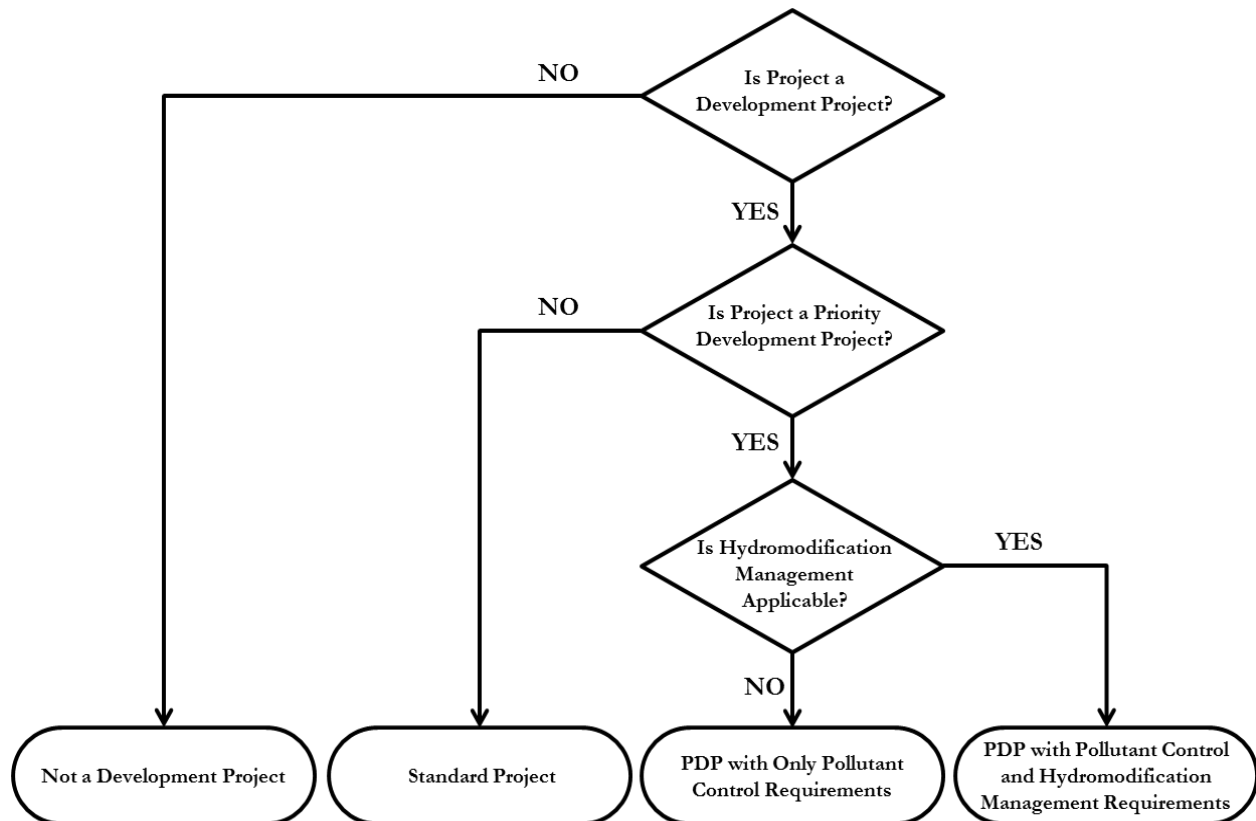 NO
Is Project a
Development Project?
YES
NO
Is Project a Priority
Development Project?
YES
Is Hydromodification
Management
Applicable?
YES
NO
Not a Development Project
Standard Project
PDP with Only Pollutant
Control Requirements
PDP with Pollutant Control
and Hydromodification
Management Requirements